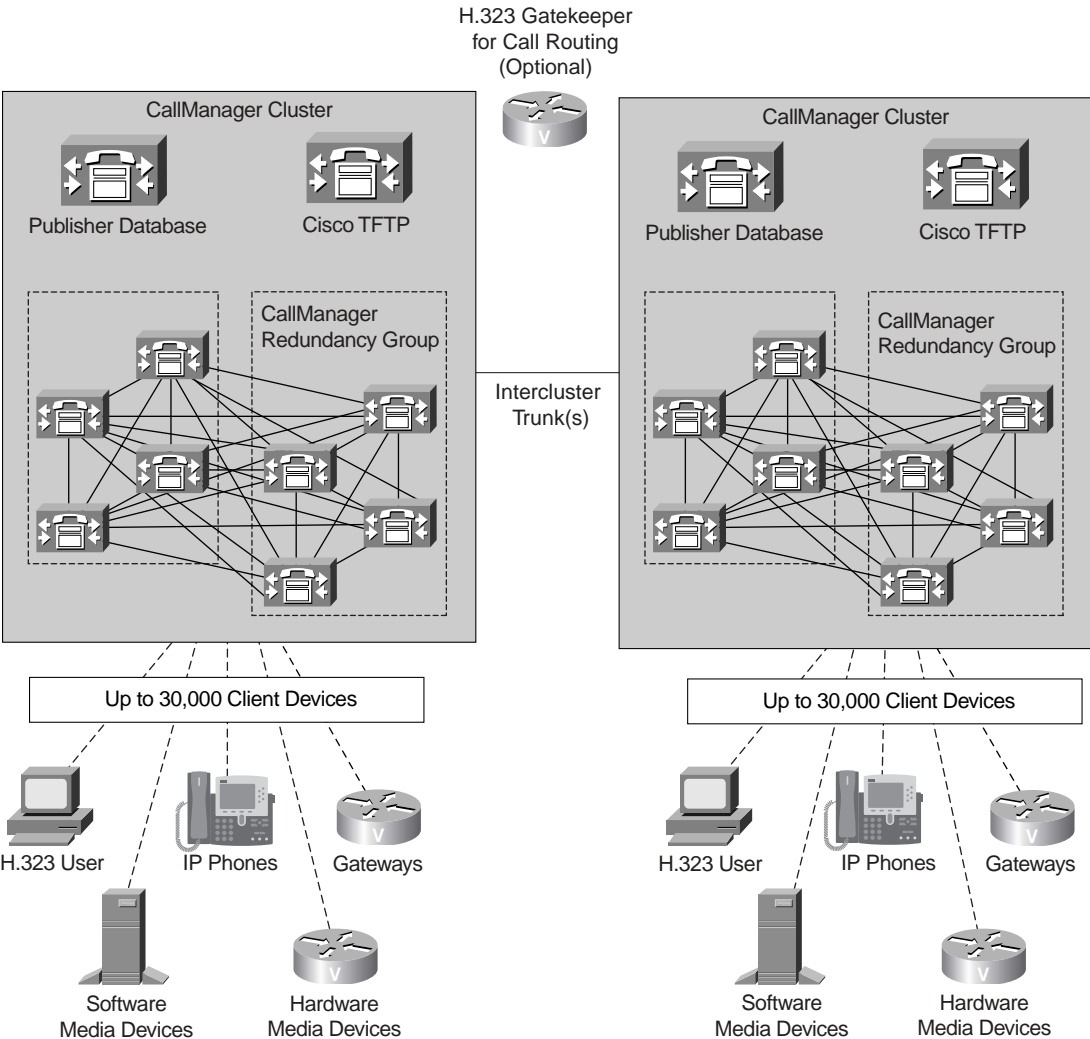 H.323 Gatekeeper
for Call Routing
(Optional)
V
CallManager Cluster
Publisher Database
Cisco TFTP
CallManager
Redundancy Group
Intercluster
Trunk(s)
CallManager Cluster
Publisher Database
Cisco TFTP
CallManager
Redundancy Group
Up to 30,000 Client Devices
H.323 User
IP Phones
V
Gateways
Software
Media Devices
V
Hardware
Media Devices
Up to 30,000 Client Devices
H.323 User
IP Phones
V
Gateways
Software
Media Devices
V
Hardware
Media Devices